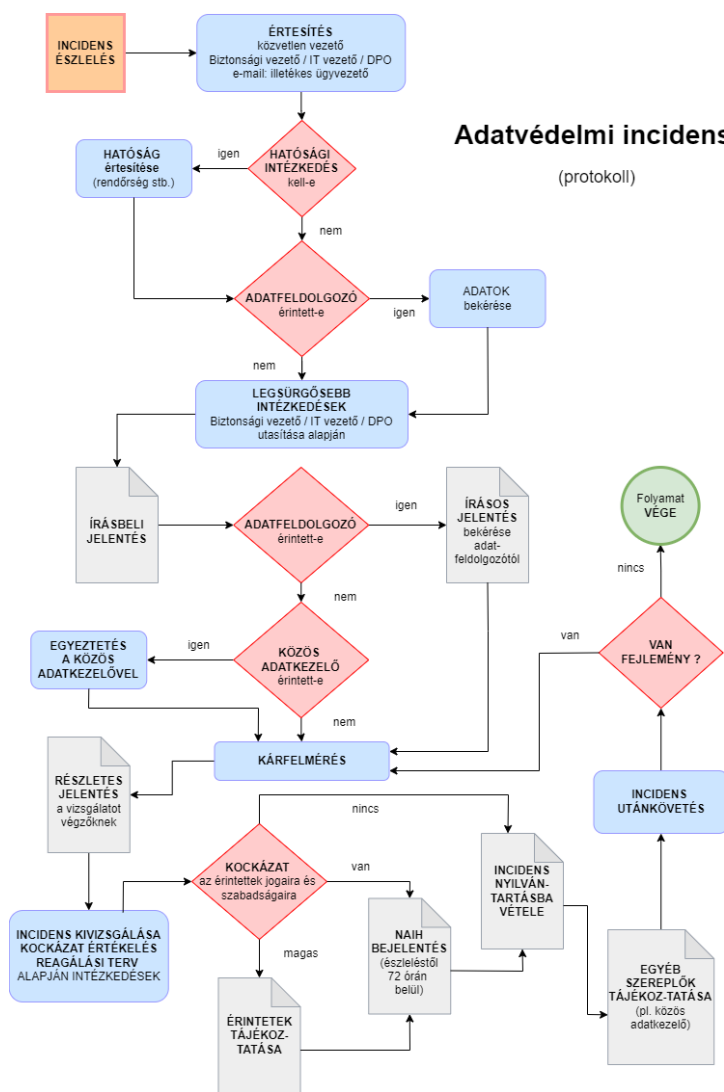 INCIDENS
ÉSZLELÉS
ÉRTESÍTÉS
közvetlen vezető
Biztonsági vezető / IT vezető / DPO
e-mail: illetékes ügyvezető
Adatvédelmi incidens
(protokoll)
HATÓSÁG
értesítése
(rendőrség stb.)
igen
HATÓSÁGI
INTÉZKEDÉS
kell-e
nem
ADATFELDOLGOZÓ
érintett-e
igen
ADATOK
bekérése
nem
LEGSÜRGŐSEBB
INTÉZKEDÉSEK
Biztonsági vezető / IT vezető / DPO
utasítása alapján
ÍRÁSBELI
JELENTÉS
ADATFELDOLGOZÓ
érintett-e
igen
ÍRÁSOS
JELENTÉS
bekérése
adat-
feldolgozótól
Folyamat
VÉGE
nincs
nem
EGYEZTETÉS
A KÖZÖS
ADATKEZELŐVEL
igen
KÖZÖS
ADATKEZELŐ
érintett-e
van
VAN
FEJLEMÉNY ?
nem
KÁRFELMÉRÉS
RÉSZLETES
JELENTÉS
a vizsgálatot
végzőknek
nincs
INCIDENS
UTÁNKÖVETÉS
KOCKÁZAT
az érintettek jogaira és
szabadságaira
van
INCIDENS
NYILVÁN-
TARTÁSBA
VÉTELE
INCIDENS KIVIZSGÁLÁSA
KOCKÁZAT ÉRTÉKELÉS
REAGÁLÁSI TERV
ALAPJÁN INTÉZKEDÉSEK
magas
NAIH
BEJELENTÉS
(észleléstől
72 órán
belül)
ÉRINTETEK
TÁJÉKOZ-
TATÁSA
EGYÉB
SZEREPLŐK
TÁJÉKOZ-TATÁSA
(pl. közös
adatkezelő)